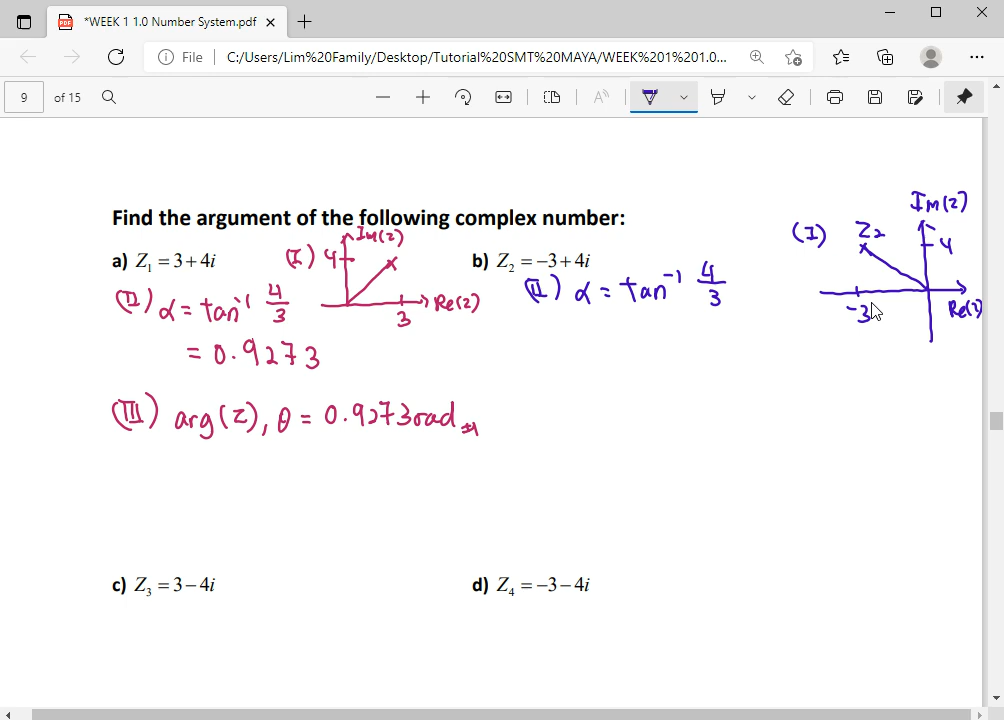 *WEEK 1 1.0 Number System.pdf
File C:/Users/Lim%20Family/Desktop/Tutorial%20SMT%20MAYA/WEEK%201%201.0...
9 of 15
Find the argument of the following complex number:
a) Z₁ = 3 + 4i
(I) 4 Im(z) Re(z) 3
(II) α = tan⁻¹ 4/3
= 0.9273
(III) arg(z), θ = 0.9273 rad
b) Z₂ = −3 + 4i
(I) Z₂ Im(z) 4 -3 Re(z)
(II) α = tan⁻¹ 4/3
c) Z₃ = 3 − 4i
d) Z₄ = −3 − 4i